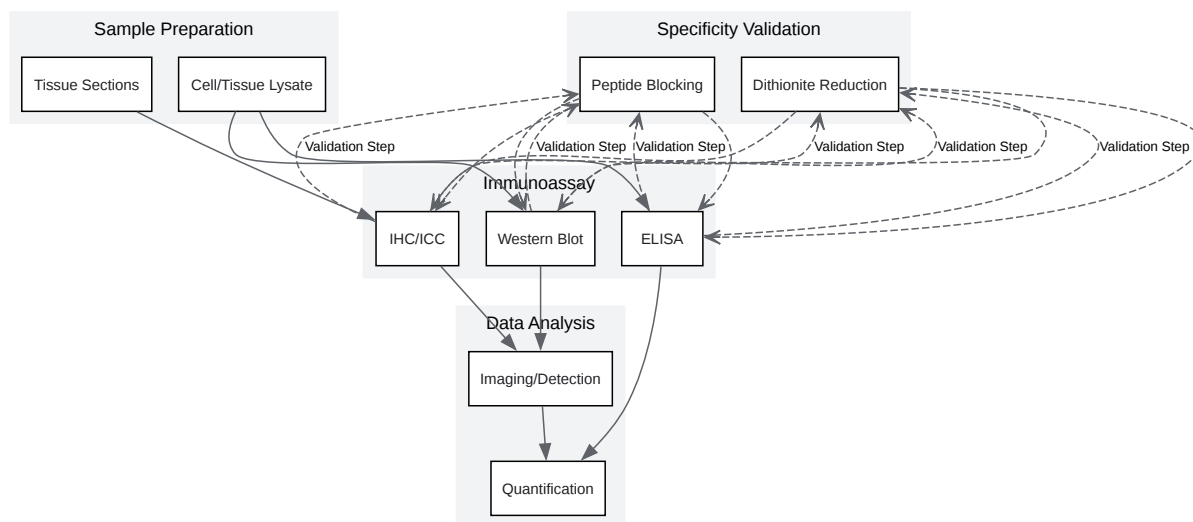 Sample Preparation
Specificity Validation
Tissue Sections
Cell/Tissue Lysate
Peptide Blocking
Dithionite Reduction
Validation Step
Validation Step
Validation Step
Validation Step
Validation Step
Validation Step
Immunoassay
IHC/ICC
Western Blot
ELISA
Data Analysis
Imaging/Detection
Quantification